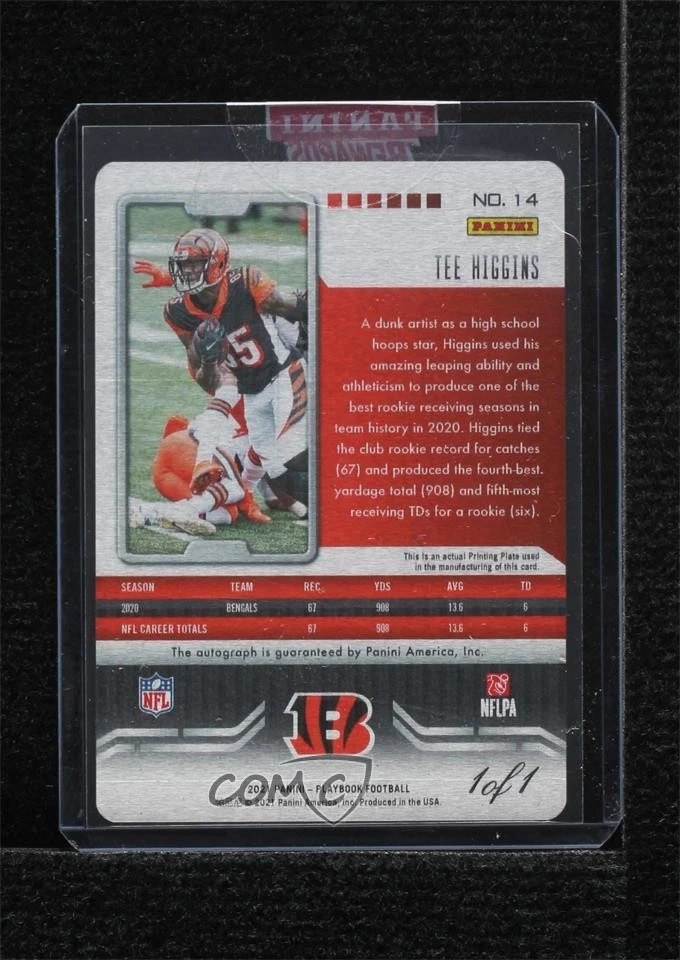 PANINI
REWARDS
NO. 14
PANINI
TEE HIGGINS
A dunk artist as a high school
hoops star, Higgins used his
amazing leaping ability and
athleticism to produce one of the
best rookie receiving seasons in
team history in 2020. Higgins tied
the club rookie record for catches
(67) and produced the fourth-best
yardage total (908) and fifth-most
receiving TDs for a rookie (six).
This is an actual Printing Plate used
in the manufacturing of this card.
SEASON TEAM REC. YDS AVG TD
2020 BENGALS 67 908 13.6 6
NFL CAREER TOTALS 67 908 13.6 6
The autograph is guaranteed by Panini America, Inc.
NFL
B
NFLPA
2021 PANINI – PLAYBOOK FOOTBALL
© 2021 Panini America, Inc. Produced in the USA.
1 of 1
COMC
85